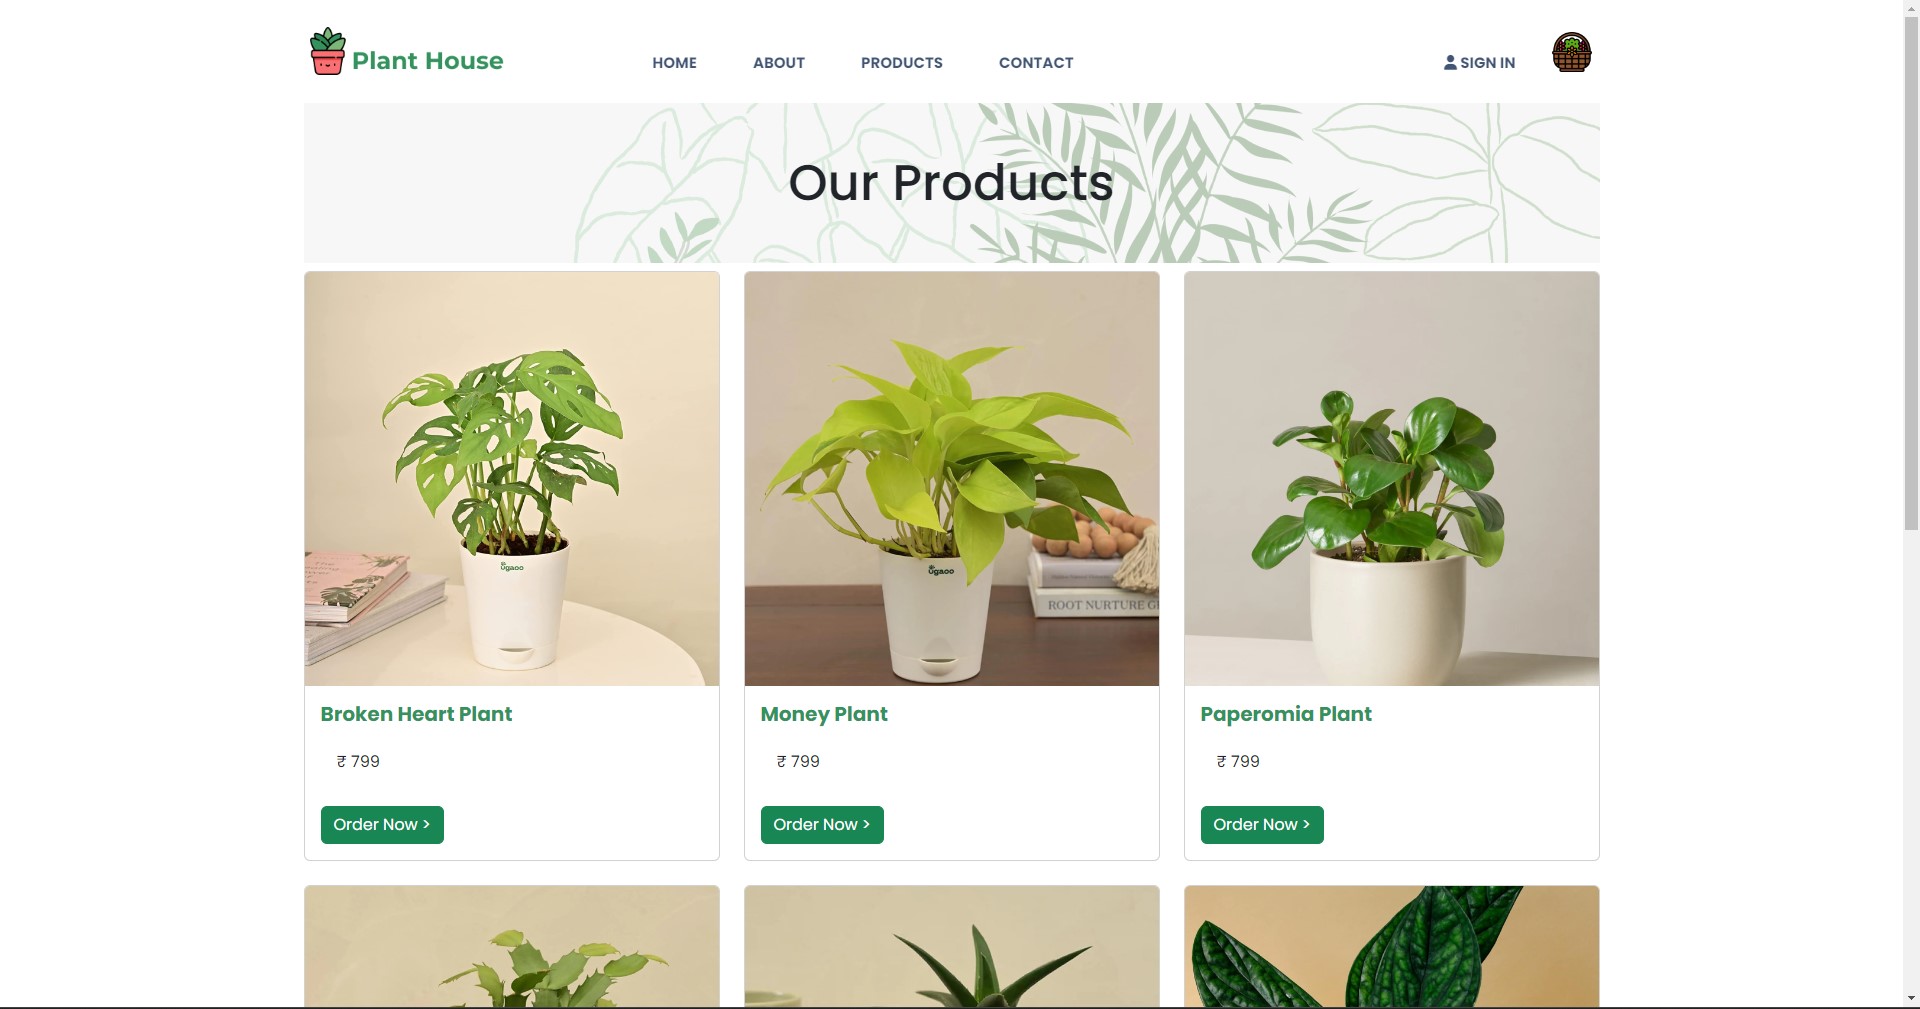 Plant House
HOME
ABOUT
PRODUCTS
CONTACT
SIGN IN
Our Products
ugaoo
ugaoo
ROOT NURTURE G
Broken Heart Plant
Money Plant
Paperomia Plant
₹ 799
₹ 799
₹ 799
Order Now >
Order Now >
Order Now >